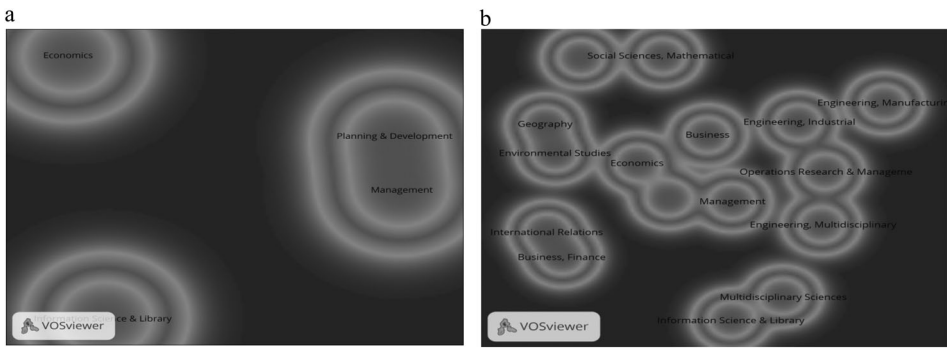 a
b
Economics
Planning & Development
Management
Information Science & Library
VOSviewer
Social Sciences, Mathematical
Engineering, Manufacturin
Geography
Engineering, Industrial
Business
Environmental Studies
Economics
Operations Research & Manageme
Management
Engineering, Multidisciplinary
International Relations
Business, Finance
Multidisciplinary Sciences
Information Science & Library
VOSviewer